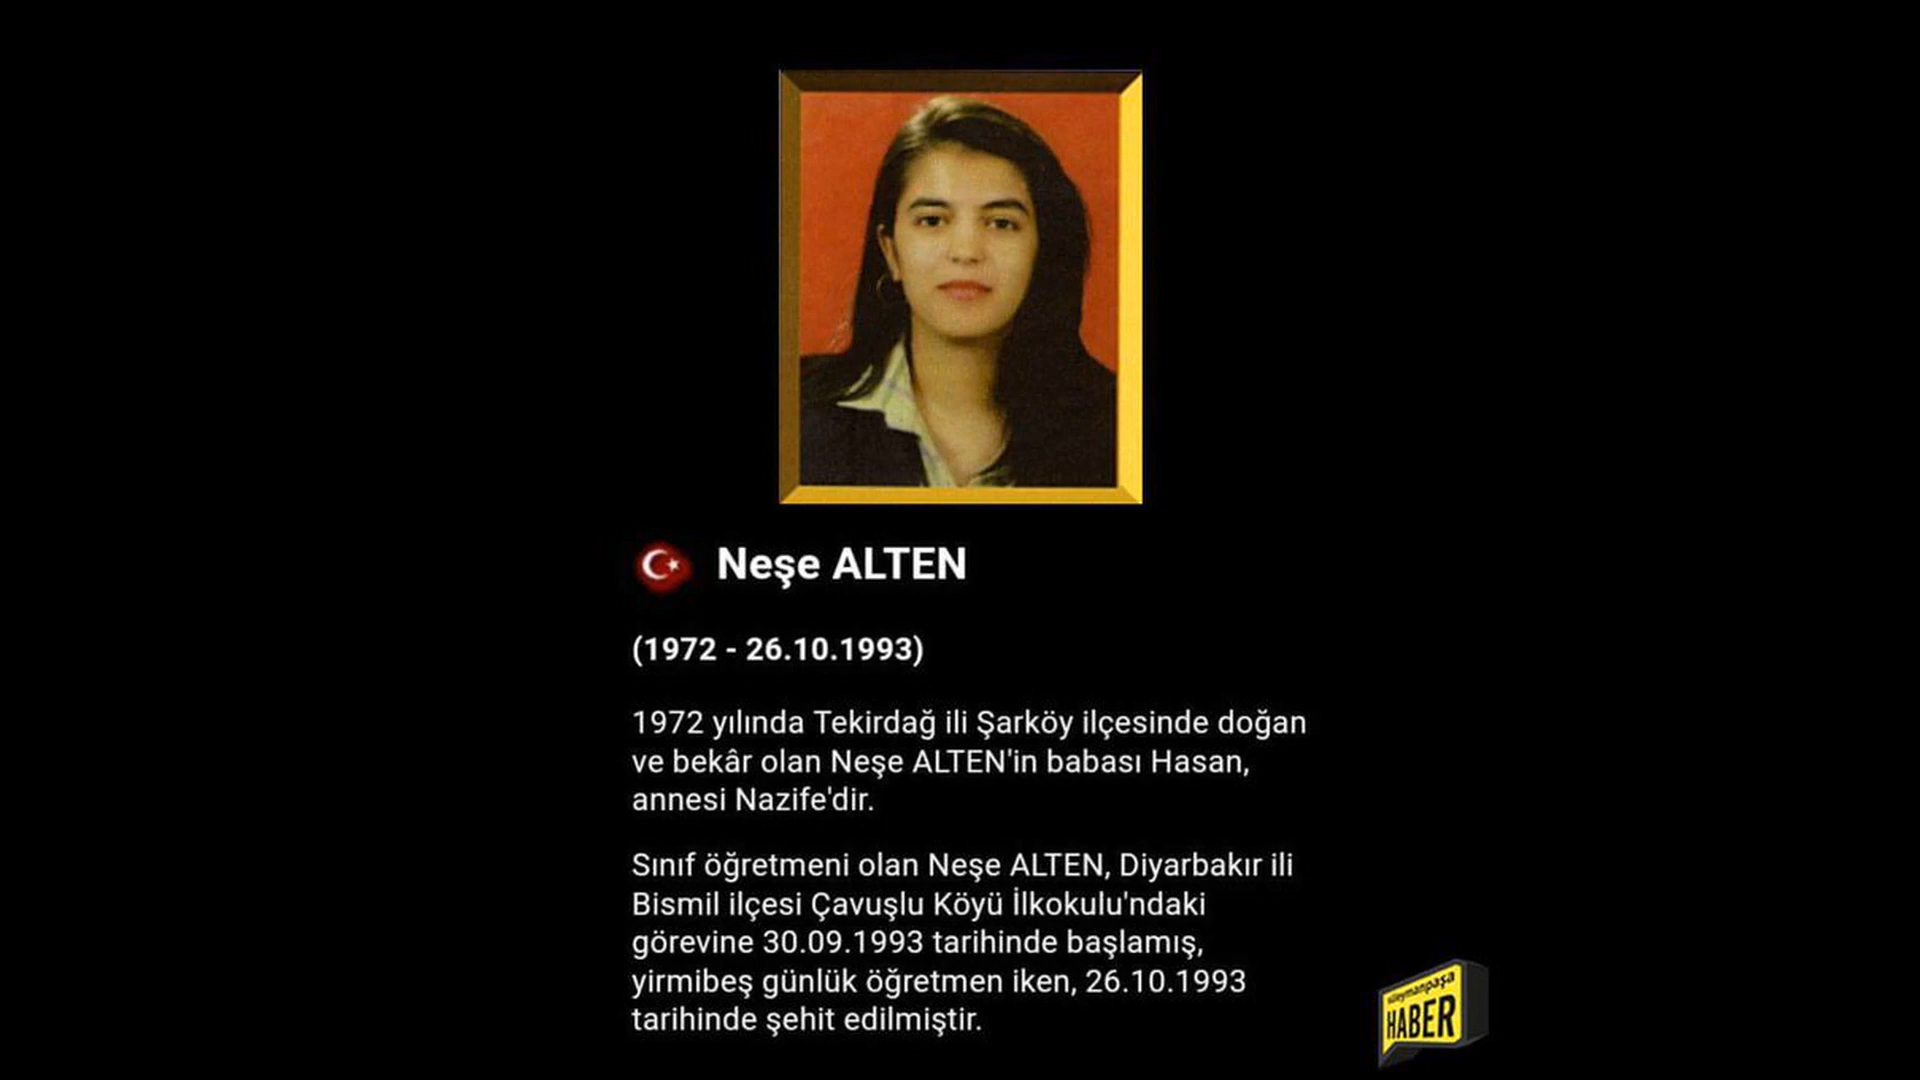 Neşe ALTEN
(1972 - 26.10.1993)
1972 yılında Tekirdağ ili Şarköy ilçesinde doğan
ve bekâr olan Neşe ALTEN'in babası Hasan,
annesi Nazife'dir.
Sınıf öğretmeni olan Neşe ALTEN, Diyarbakır ili
Bismil ilçesi Çavuşlu Köyü İlkokulu'ndaki
görevine 30.09.1993 tarihinde başlamış,
yirmibeş günlük öğretmen iken, 26.10.1993
tarihinde şehit edilmiştir.
süleymanpaşa
HABER